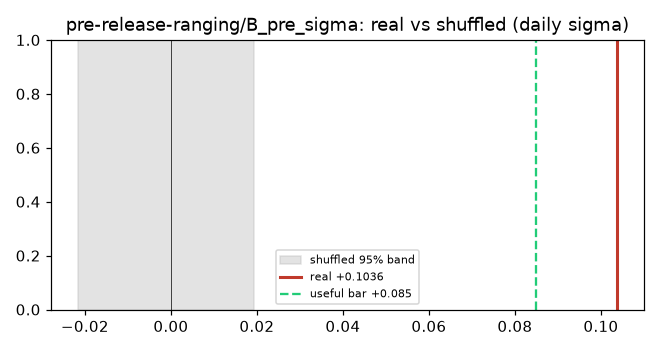 pre-release-ranging/B_pre_sigma: real vs shuffled (daily sigma)
1.0
0.8
0.6
0.4
0.2
0.0
shuffled 95% band
real +0.1036
useful bar +0.085
−0.02 0.00 0.02 0.04 0.06 0.08 0.10